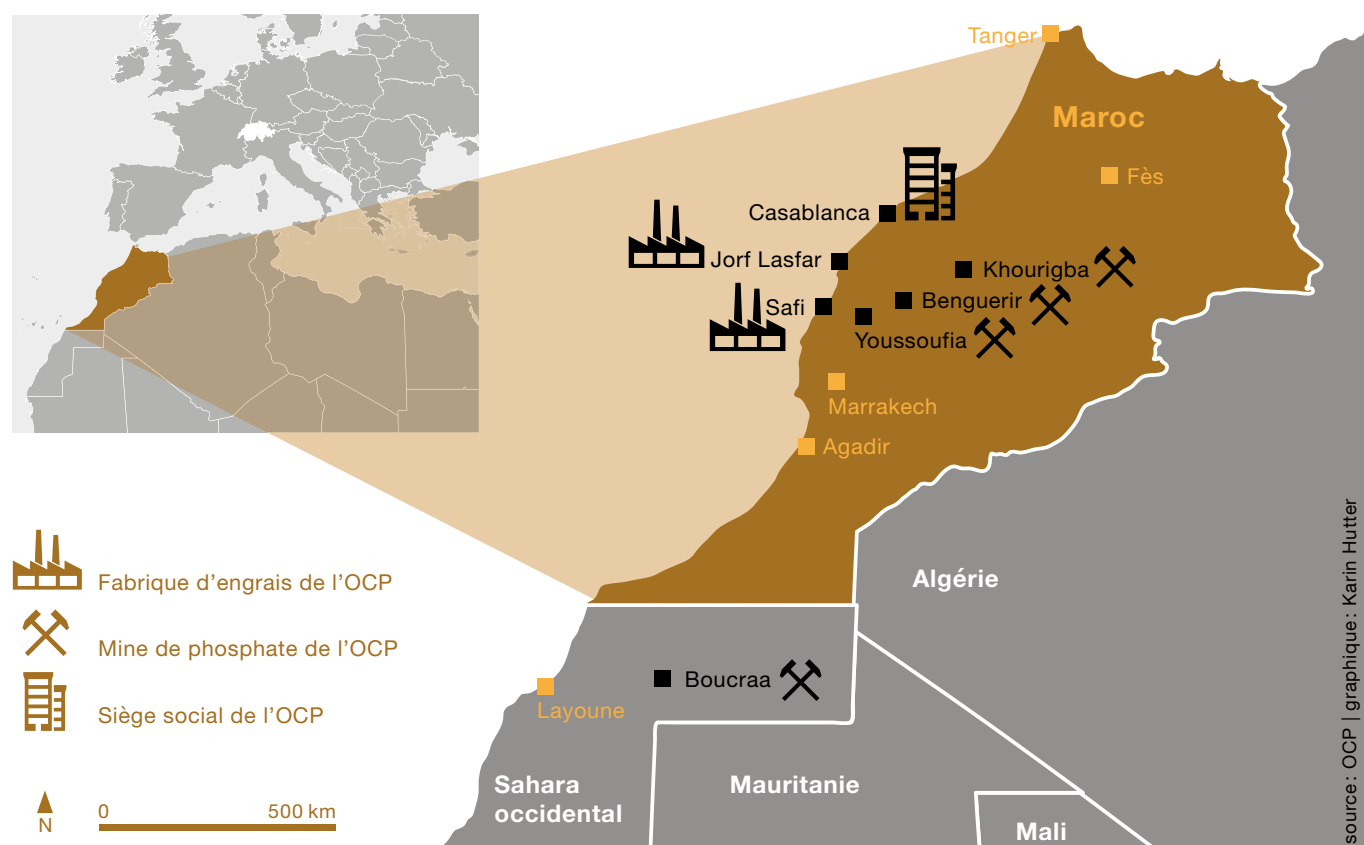 Tanger
Maroc
Fès
Casablanca
Jorf Lasfar
Khourigba
Safi
Benguerir
Youssoufia
Marrakech
Agadir
Algérie
Fabrique d’engrais de l’OCP
Mine de phosphate de l’OCP
Siège social de l’OCP
Boucraa
Layoune
Sahara
occidental
Mauritanie
Mali
0 500 km
N
source : OCP | graphique : Karin Hutter